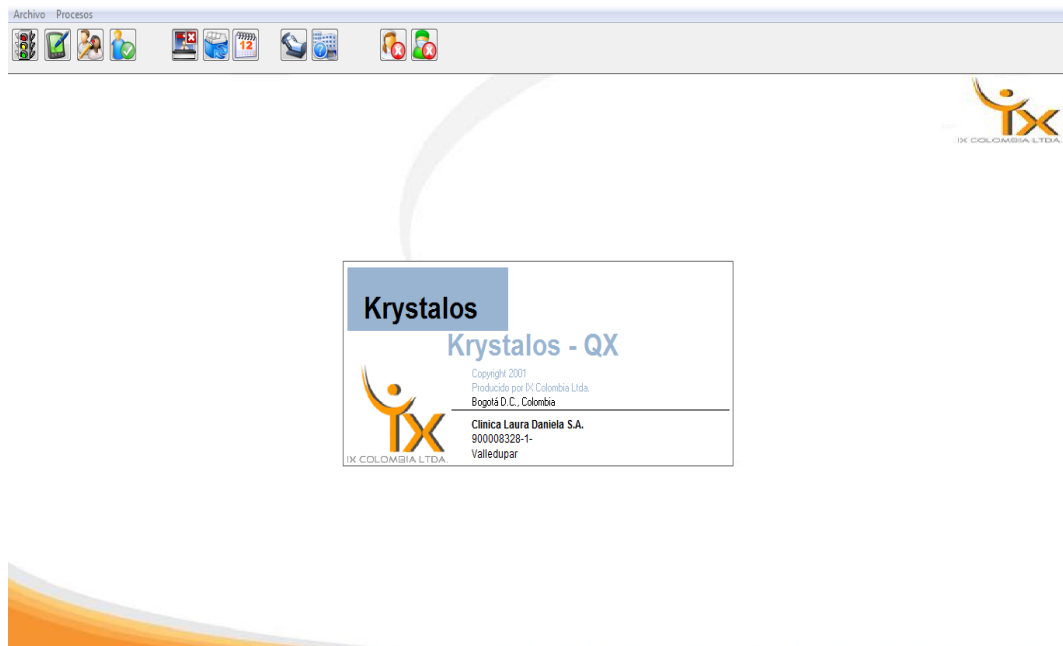 Archivo Procesos
12
IX COLOMBIA LTDA.
Krystalos
Krystalos - QX
Copyright 2001
Producido por IX Colombia Ltda.
Bogotá D.C., Colombia
Clinica Laura Daniela S.A.
900008328-1-
Valledupar
IX COLOMBIA LTDA.